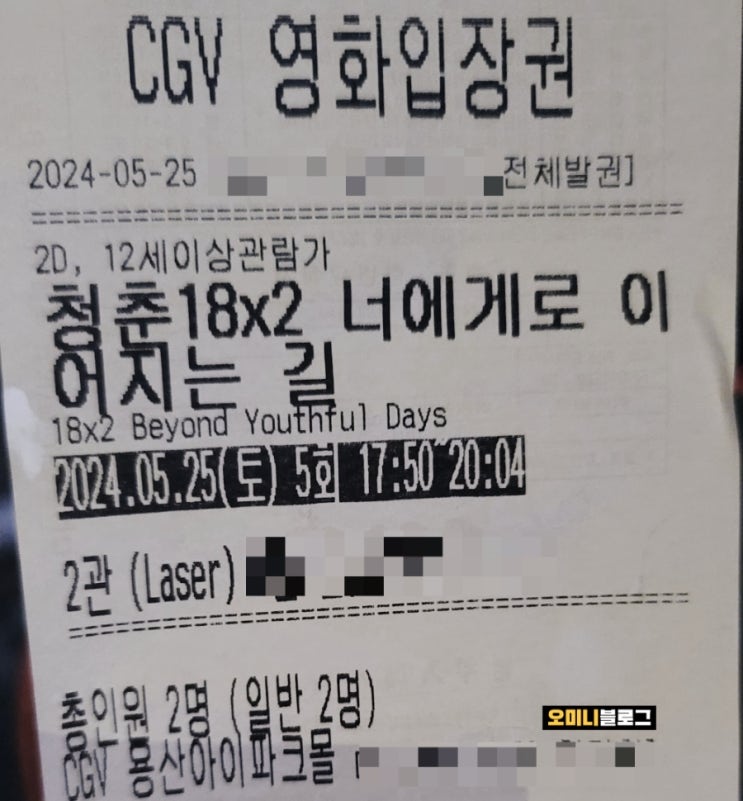 CGV 영화입장권
2024-05-25 전체발권]
2D, 12세이상관람가
청춘18x2 너에게로 이
어지는 길
18x2 Beyond Youthful Days
2024.05.25(토) 5회 17:50~20:04
2관 (Laser)
총인원 2명 (일반 2명)
오미니블로그
CGV 용산아이파크몰